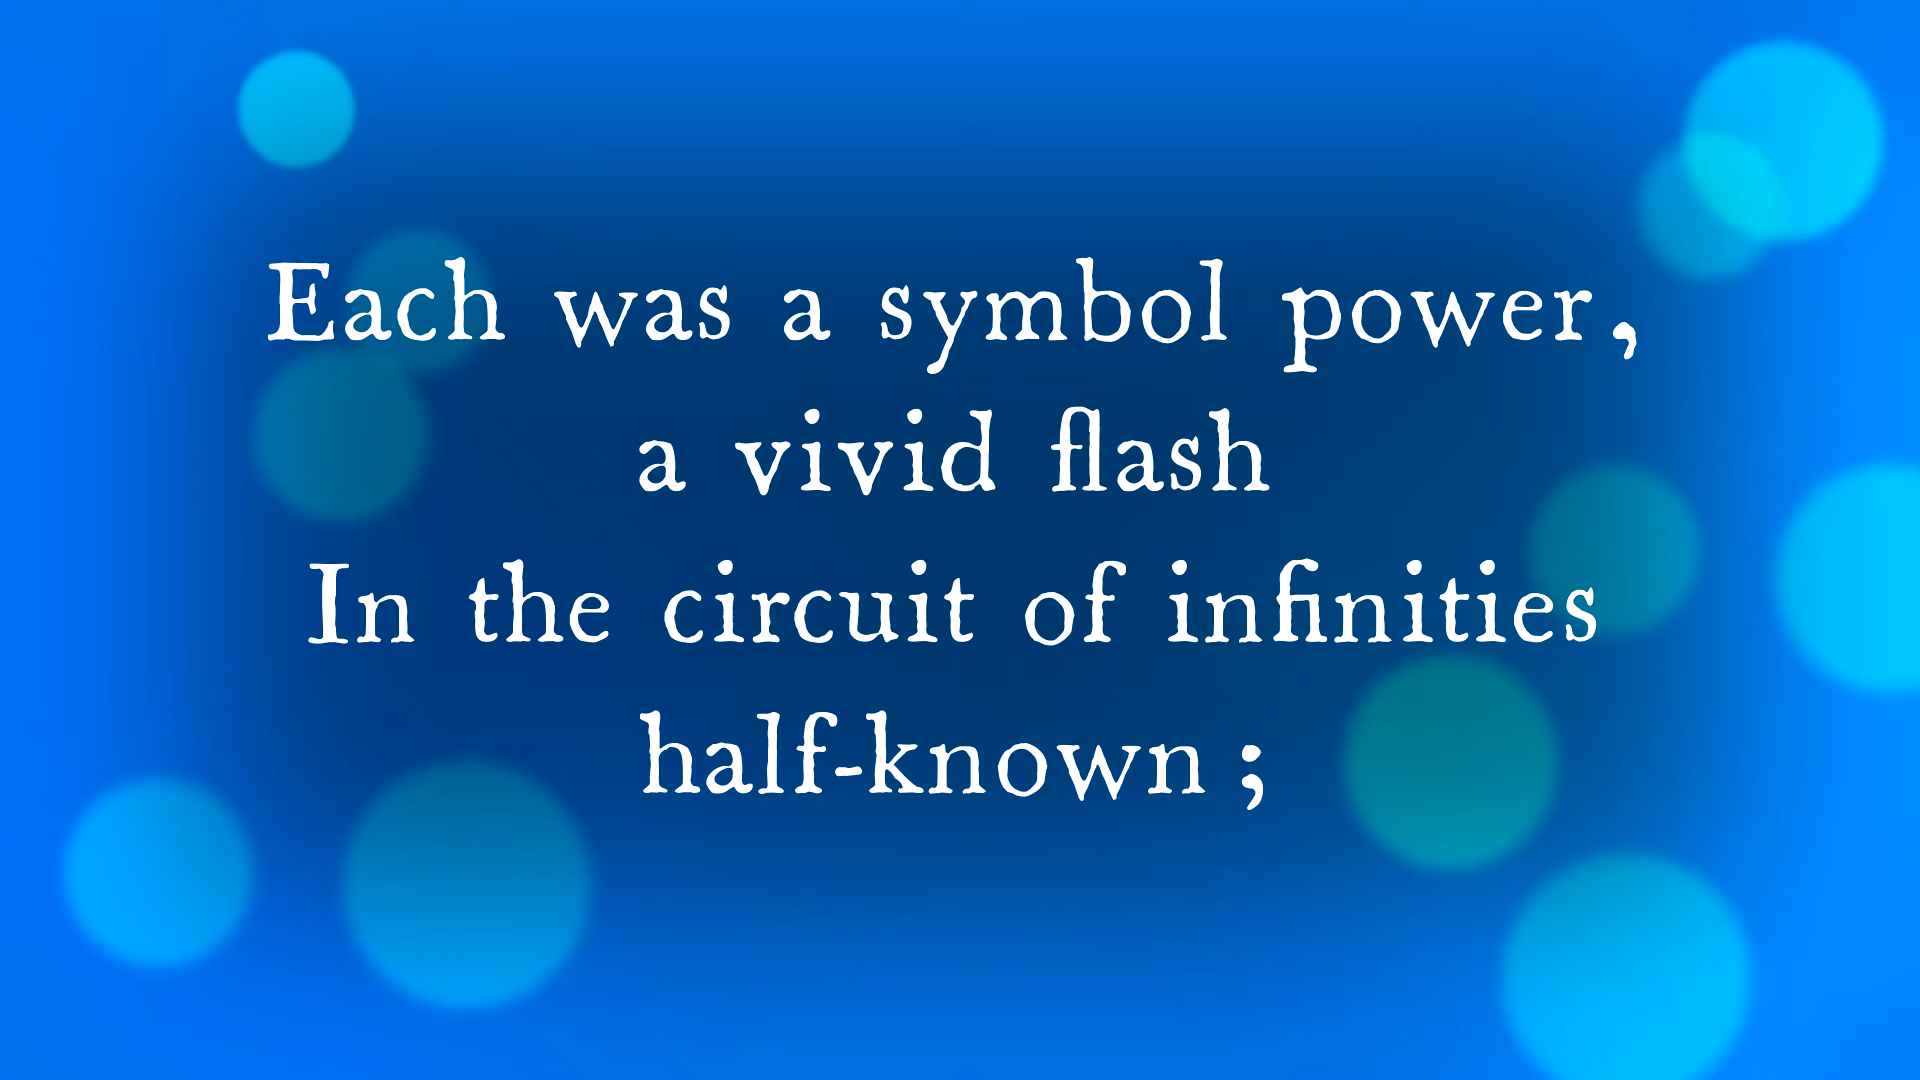 Each was a symbol power,
a vivid flash
In the circuit of infinities
half-known ;